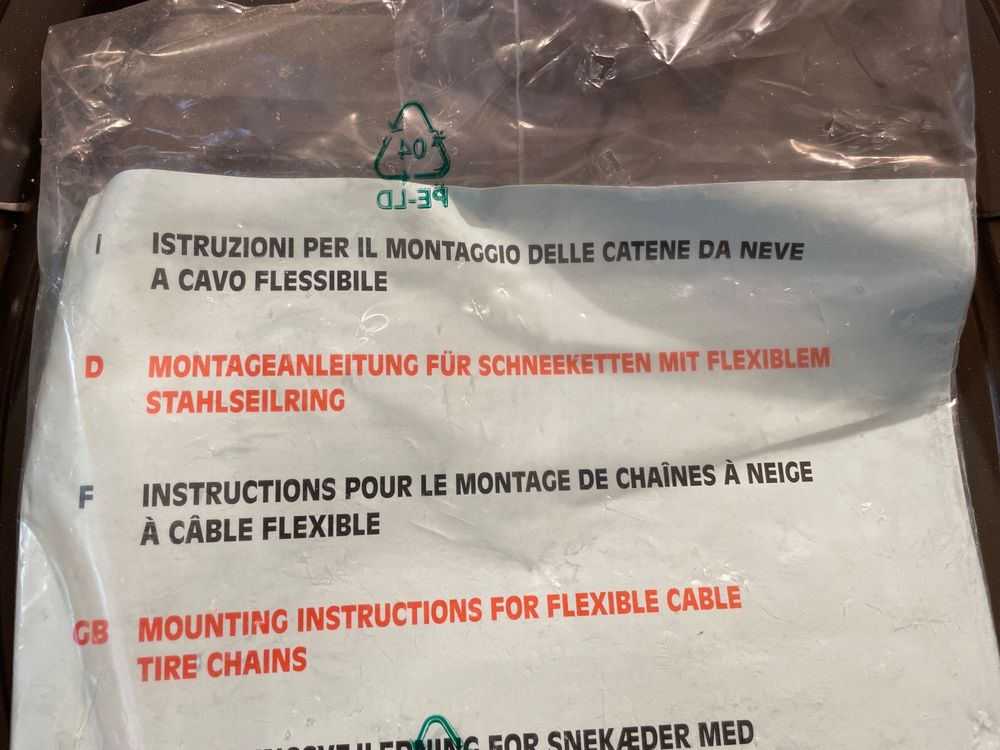 04
PE-LD
I ISTRUZIONI PER IL MONTAGGIO DELLE CATENE DA NEVE
A CAVO FLESSIBILE
D MONTAGEANLEITUNG FÜR SCHNEEKETTEN MIT FLEXIBLEM
STAHLSEILRING
F INSTRUCTIONS POUR LE MONTAGE DE CHAÎNES À NEIGE
À CÂBLE FLEXIBLE
GB MOUNTING INSTRUCTIONS FOR FLEXIBLE CABLE
TIRE CHAINS
FOR SNEKÆDER MED